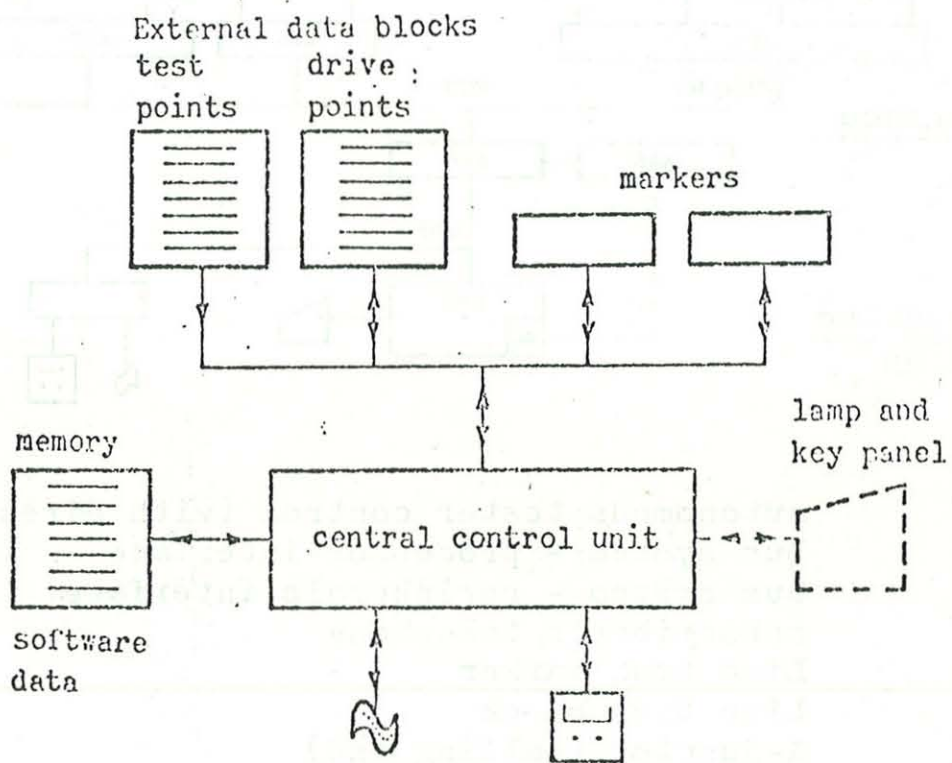 External data blocks
test drive
points points
markers
lamp and
key panel
memory
central control unit
software
data